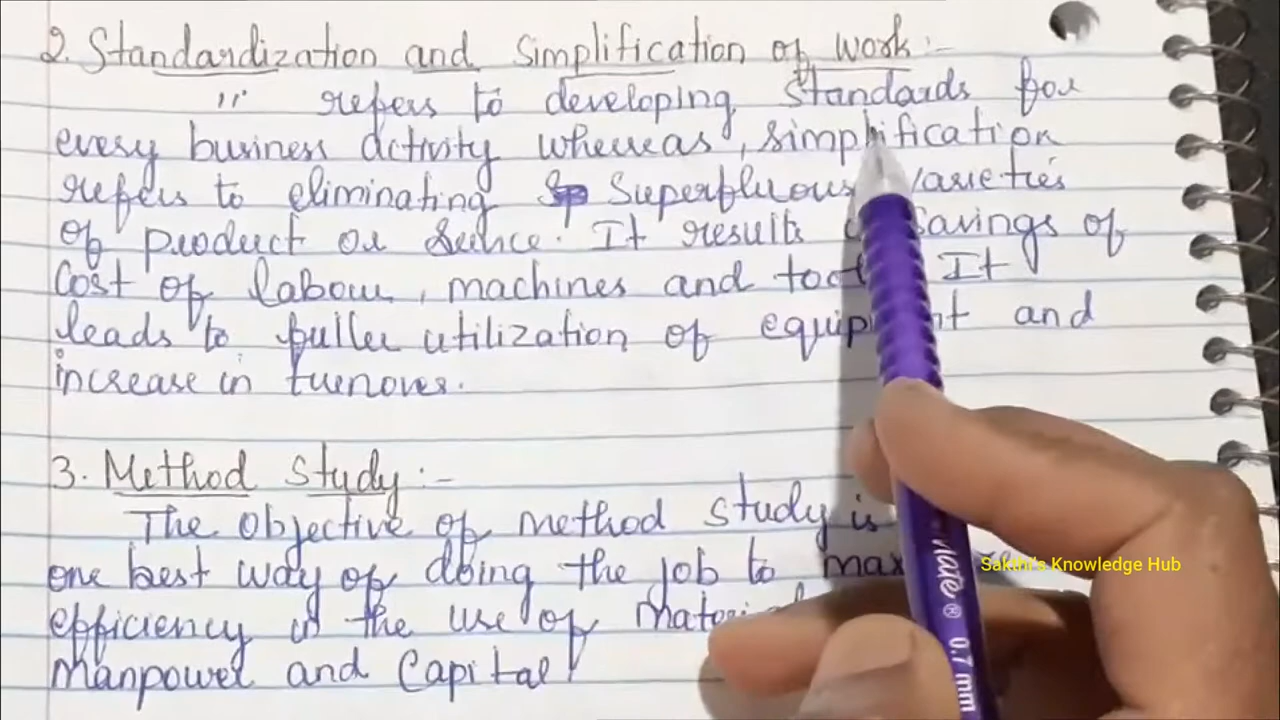 2. Standardization and Simplification of work :-
" refers to developing standards for
every business activity whereas, simplification
refers to eliminating Superfluous varieties
of product or Service. It results savings of
Cost of labour, machines and tools It
leads to fuller utilization of equipment and
increase in turnover.
3. Method Study :-
The Objective of method study is
one best way of doing the job to
efficiency in the use of
Manpower and Capital
Sakthi's Knowledge Hub
® 0.7 mm